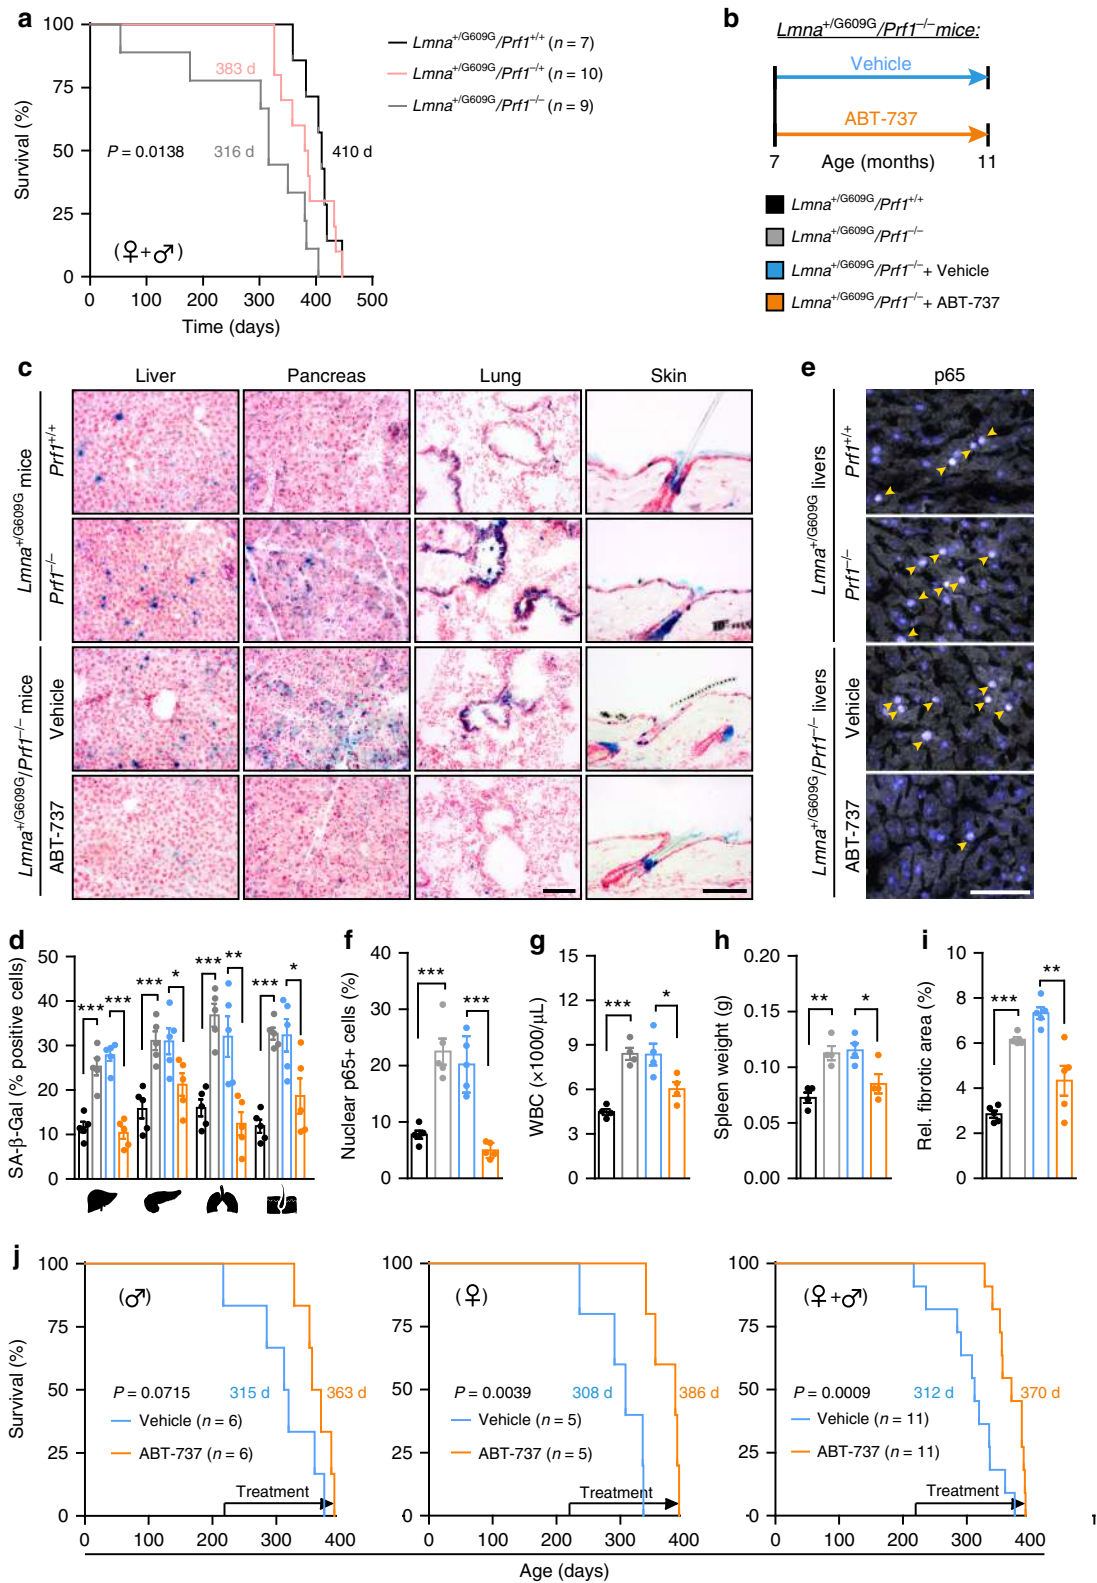 a
100
75
50
25
0
Survival (%)
383 d
P = 0.0138
316 d
410 d
(♀+♂)
0 100 200 300 400 500
Time (days)
Lmna+/G609G/Prf1+/+ (n = 7)
Lmna+/G609G/Prf1−/+ (n = 10)
Lmna+/G609G/Prf1−/− (n = 9)
b
Lmna+/G609G/Prf1−/− mice:
Vehicle
ABT-737
7 Age (months) 11
Lmna+/G609G/Prf1+/+
Lmna+/G609G/Prf1−/−
Lmna+/G609G/Prf1−/− + Vehicle
Lmna+/G609G/Prf1−/− + ABT-737
c
Liver Pancreas Lung Skin
Lmna+/G609G mice
Prf1+/+
Prf1−/−
Lmna+/G609G/Prf1−/− mice
Vehicle
ABT-737
e
p65
Lmna+/G609G livers
Prf1+/+
Prf1−/−
Lmna+/G609G/Prf1−/− livers
Vehicle
ABT-737
d
SA-β-Gal (% positive cells)
50
40
30
20
10
0
*** *** *** * *** ** *** *
f
Nuclear p65+ cells (%)
40
30
20
10
0
*** ***
g
WBC (×1000/μL)
15
12
9
6
3
0
*** *
h
Spleen weight (g)
0.20
0.15
0.10
0.05
0.00
** *
i
Rel. fibrotic area (%)
10
8
6
4
2
0
*** **
j
Survival (%)
100
75
50
25
0
(♂)
P = 0.0715
315 d
363 d
Vehicle (n = 6)
ABT-737 (n = 6)
Treatment
0 100 200 300 400
100
75
50
25
0
(♀)
P = 0.0039
308 d
386 d
Vehicle (n = 5)
ABT-737 (n = 5)
Treatment
0 100 200 300 400
100
75
50
25
0
(♀+♂)
P = 0.0009
312 d
370 d
Vehicle (n = 11)
ABT-737 (n = 11)
Treatment
0 100 200 300 400
Age (days)